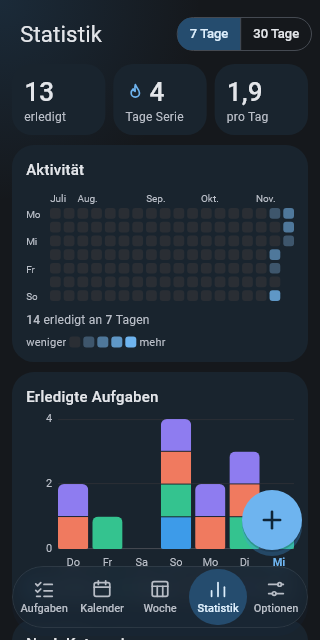 Statistik
7 Tage 30 Tage
13
erledigt
4
Tage Serie
1,9
pro Tag
Aktivität
Juli Aug. Sep. Okt. Nov.
Mo
Mi
Fr
So
14 erledigt an 7 Tagen
weniger mehr
Erledigte Aufgaben
4
2
0
Do Fr Sa So Mo Di Mi
Aufgaben Kalender Woche Statistik Optionen